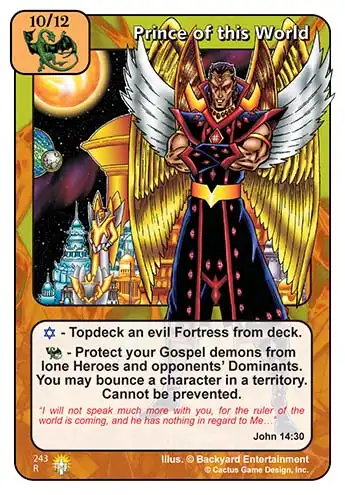 10/12
Prince of this World
- Topdeck an evil Fortress from deck.
- Protect your Gospel demons from
lone Heroes and opponents' Dominants.
You may bounce a character in a territory.
Cannot be prevented.
"I will not speak much more with you, for the ruler of the
world is coming, and he has nothing in regard to Me…"
John 14:30
243
R
Illus. © Backyard Entertainment
© Cactus Game Design, Inc.